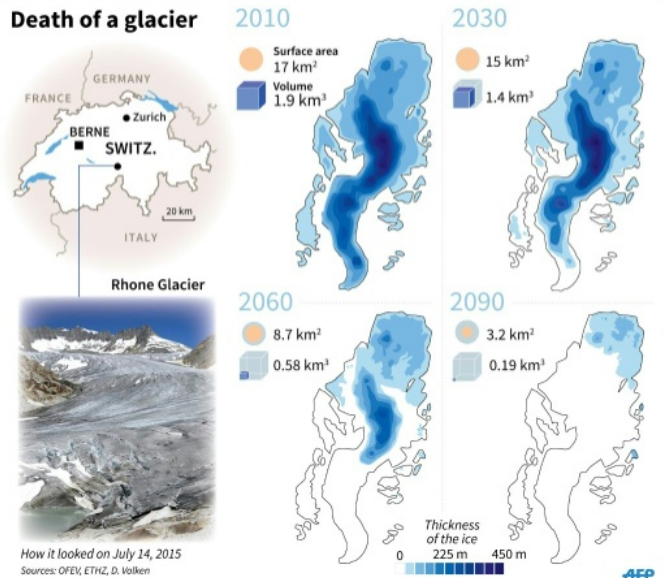 Death of a glacier
GERMANY
FRANCE
Zurich
BERNE
SWITZ.
20 km
ITALY
Rhone Glacier
How it looked on July 14, 2015
Sources: OFEV, ETHZ, D. Volken
2010
Surface area
17 km²
Volume
1.9 km³
2030
15 km²
1.4 km³
2060
8.7 km²
0.58 km³
2090
3.2 km²
0.19 km³
Thickness
of the ice
0 225 m 450 m
AFP